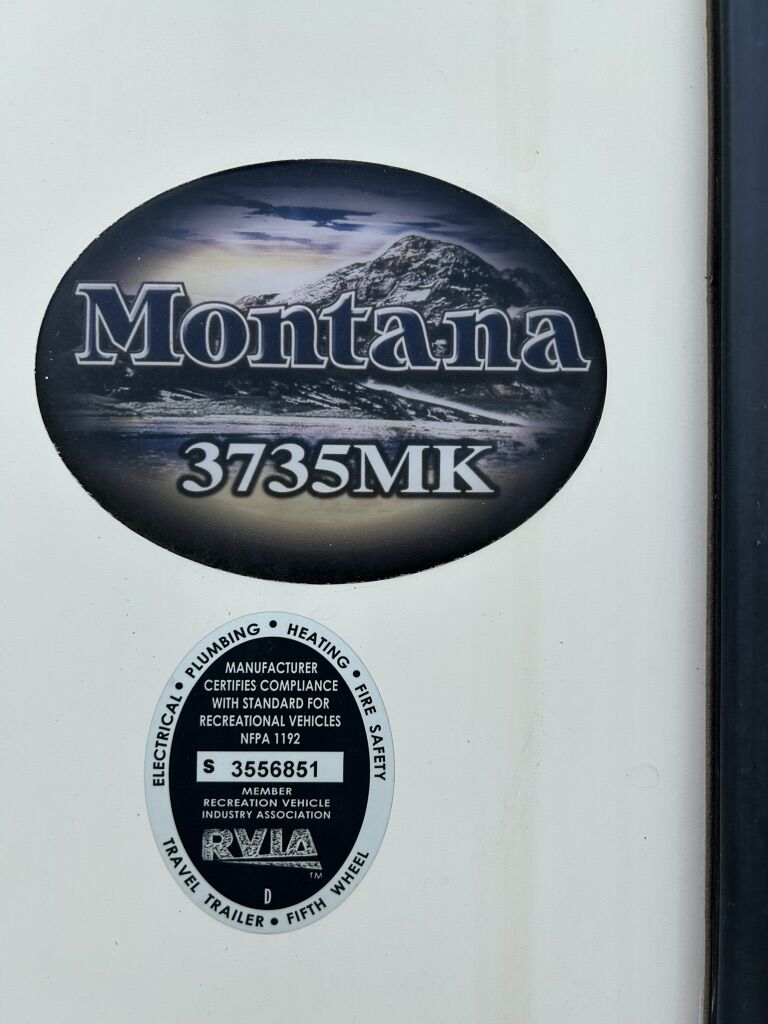 Montana
3735MK
ELECTRICAL • PLUMBING • HEATING • FIRE SAFETY
MANUFACTURER
CERTIFIES COMPLIANCE
WITH STANDARD FOR
RECREATIONAL VEHICLES
NFPA 1192
S 3556851
MEMBER
RECREATION VEHICLE
INDUSTRY ASSOCIATION
RVIA
TM
D
TRAVEL TRAILER • FIFTH WHEEL